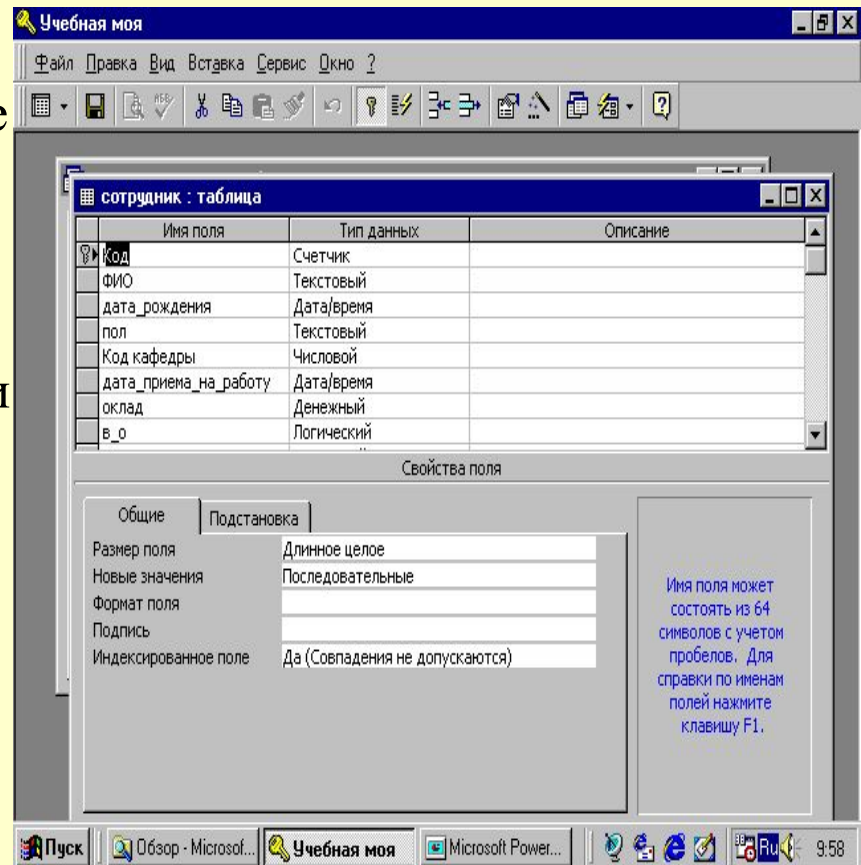 Учебная моя
Файл Правка Вид Вставка Сервис Окно ?
е
сотрудник : таблица
Имя поля Тип данных Описание
Код Счетчик
ФИО Текстовый
дата_рождения Дата/время
пол Текстовый
Код кафедры Числовой
и
дата_приема_на_работу Дата/время
оклад Денежный
в_о Логический
Свойства поля
Общие Подстановка
Размер поля Длинное целое
Новые значения Последовательные
Формат поля
Подпись
Индексированное поле Да (Совпадения не допускаются)
Имя поля может
состоять из 64
символов с учетом
пробелов. Для
справки по именам
полей нажмите
клавишу F1.
Пуск Обзор - Microsof... Учебная моя Microsoft Power... Ru 9:58